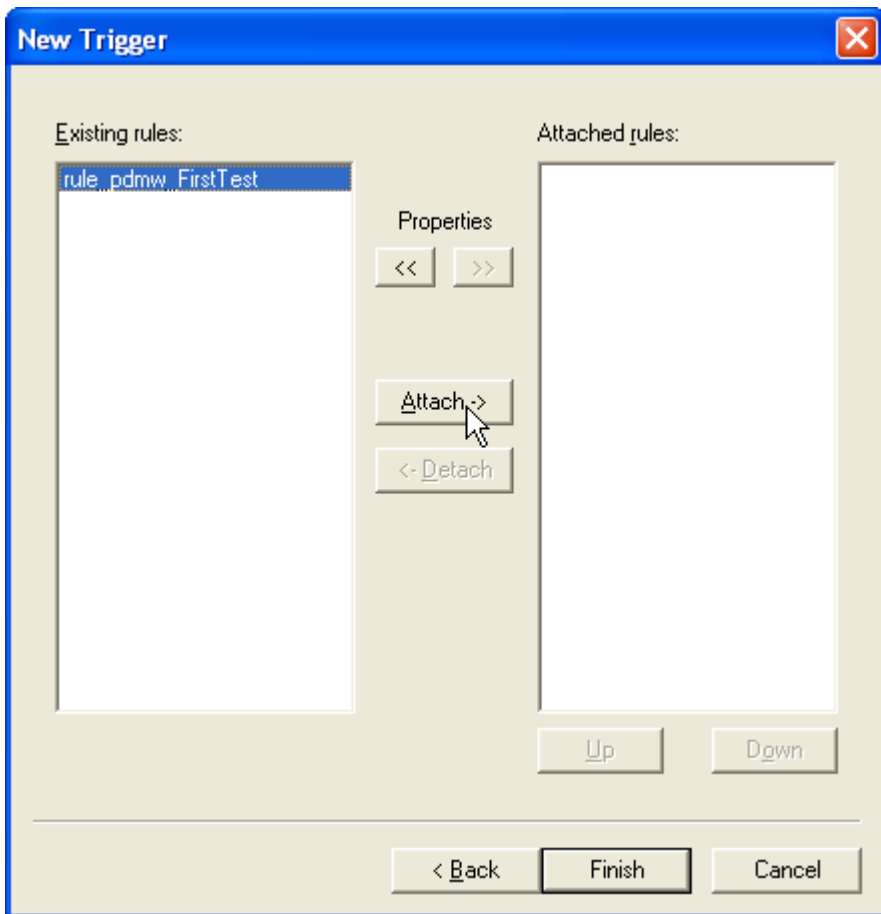 New Trigger
Existing rules:
Attached rules:
rule_pdmw_FirstTest
Properties
<< >>
Attach ->
<- Detach
Up Down
< Back Finish Cancel